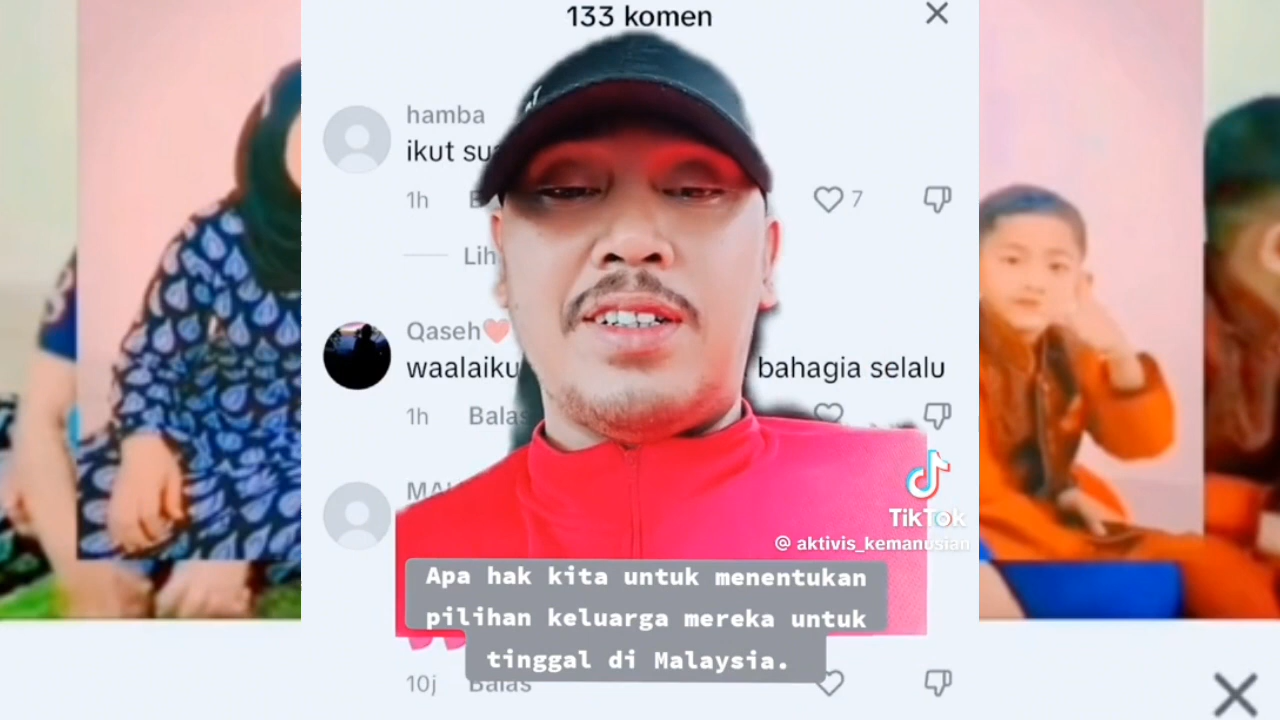 133 komen
hamba
ikut
1h
7
Lih
Qaseh❤
waalaiku
bahagia selalu
1h Balas
TikTok
@ aktivis_kemanusian
Apa hak kita untuk menentukan
pilihan keluarga mereka untuk
tinggal di Malaysia.
10j Balas